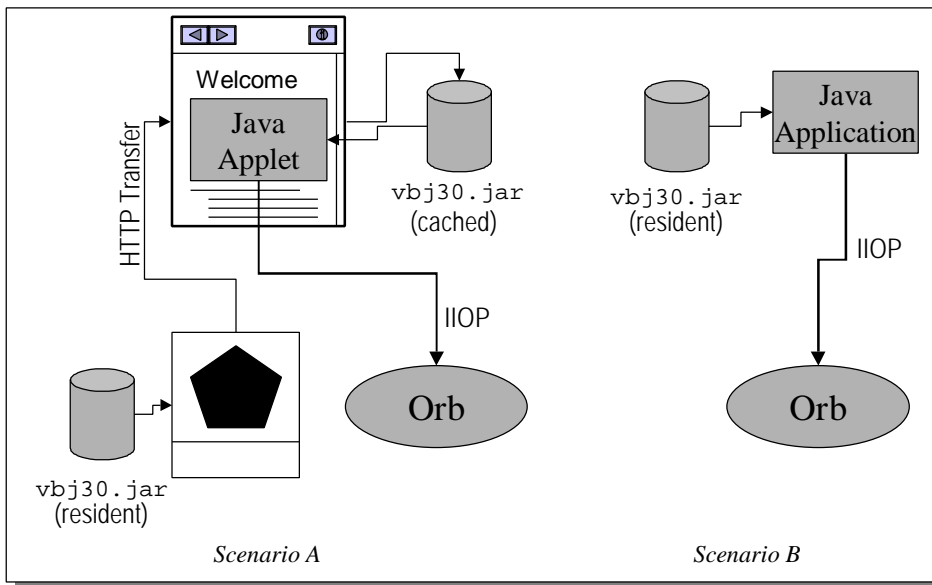 Welcome
Java
Applet
HTTP Transfer
vbj30.jar
(cached)
IIOP
Orb
vbj30.jar
(resident)
Scenario A
Java
Application
vbj30.jar
(resident)
IIOP
Orb
Scenario B